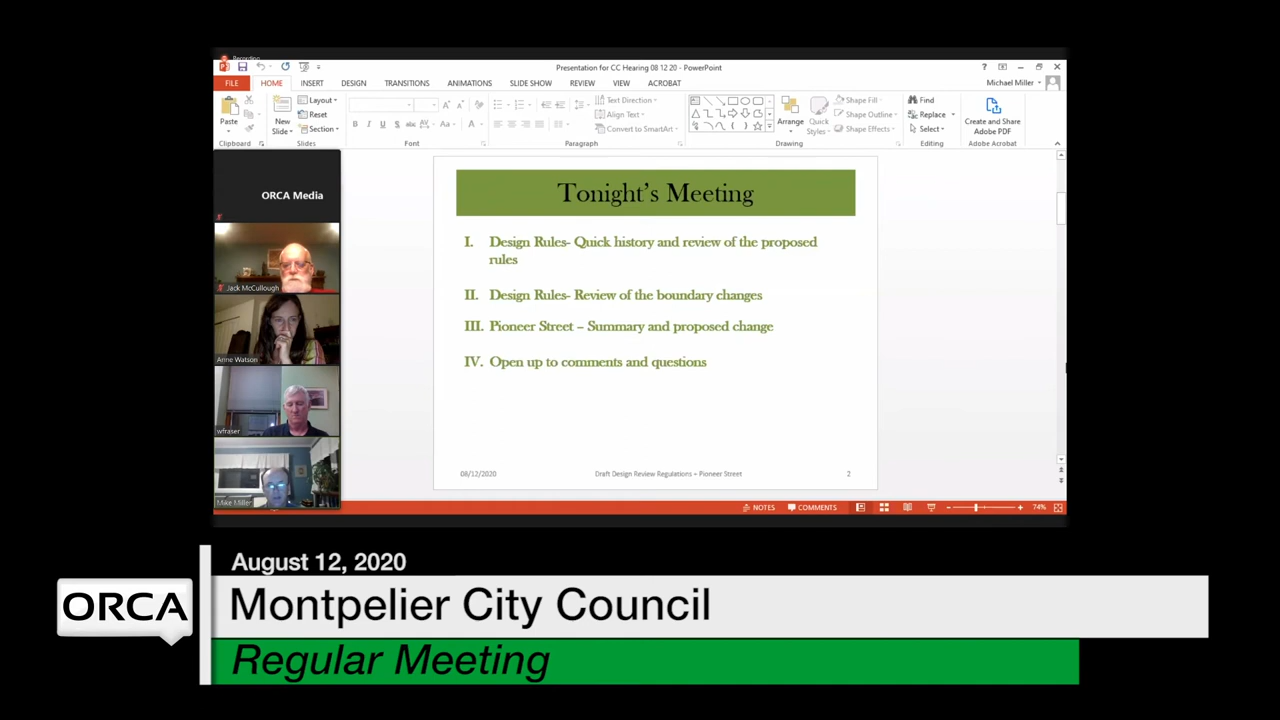 Recording
Presentation for CC Hearing 08 12 20 - PowerPoint
FILE HOME INSERT DESIGN TRANSITIONS ANIMATIONS SLIDE SHOW REVIEW VIEW ACROBAT Michael Miller
Paste
Clipboard
New
Slide
Layout
Reset
Section
Slides
B I U S abc AV Aa A
Font
Text Direction
Align Text
Convert to SmartArt
Paragraph
Arrange
Quick
Styles
Shape Fill
Shape Outline
Shape Effects
Drawing
Find
Replace
Select
Editing
Create and Share
Adobe PDF
Adobe Acrobat
ORCA Media
Jack McCullough
Anne Watson
wfraser
Mike Miller
Tonight's Meeting
I. Design Rules- Quick history and review of the proposed
rules
II. Design Rules- Review of the boundary changes
III. Pioneer Street – Summary and proposed change
IV. Open up to comments and questions
08/12/2020 Draft Design Review Regulations – Pioneer Street 2
NOTES COMMENTS 74%
August 12, 2020
ORCA
Montpelier City Council
Regular Meeting